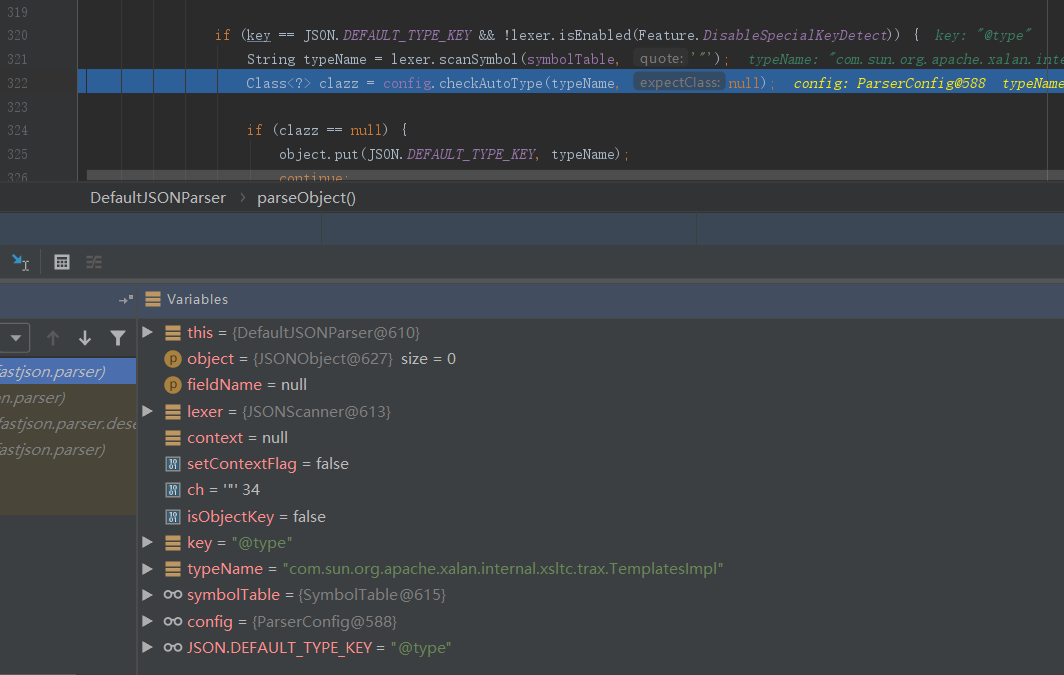 319
320 if (key == JSON.DEFAULT_TYPE_KEY && !lexer.isEnabled(Feature.DisableSpecialKeyDetect)) { key: "@type"
321 String typeName = lexer.scanSymbol(symbolTable, quote: '"'); typeName: "com.sun.org.apache.xalan.inte
322 Class<?> clazz = config.checkAutoType(typeName, expectClass: null); config: ParserConfig@588 typeName
323
324 if (clazz == null) {
325 object.put(JSON.DEFAULT_TYPE_KEY, typeName);
326 continue;
DefaultJSONParser › parseObject()
Variables
this = {DefaultJSONParser@610}
object = {JSONObject@627} size = 0
fieldName = null
lexer = {JSONScanner@613}
context = null
setContextFlag = false
ch = '"' 34
isObjectKey = false
key = "@type"
typeName = "com.sun.org.apache.xalan.internal.xsltc.trax.TemplatesImpl"
symbolTable = {SymbolTable@615}
config = {ParserConfig@588}
JSON.DEFAULT_TYPE_KEY = "@type"
fastjson.parser)
n.parser)
fastjson.parser.dese
fastjson.parser)